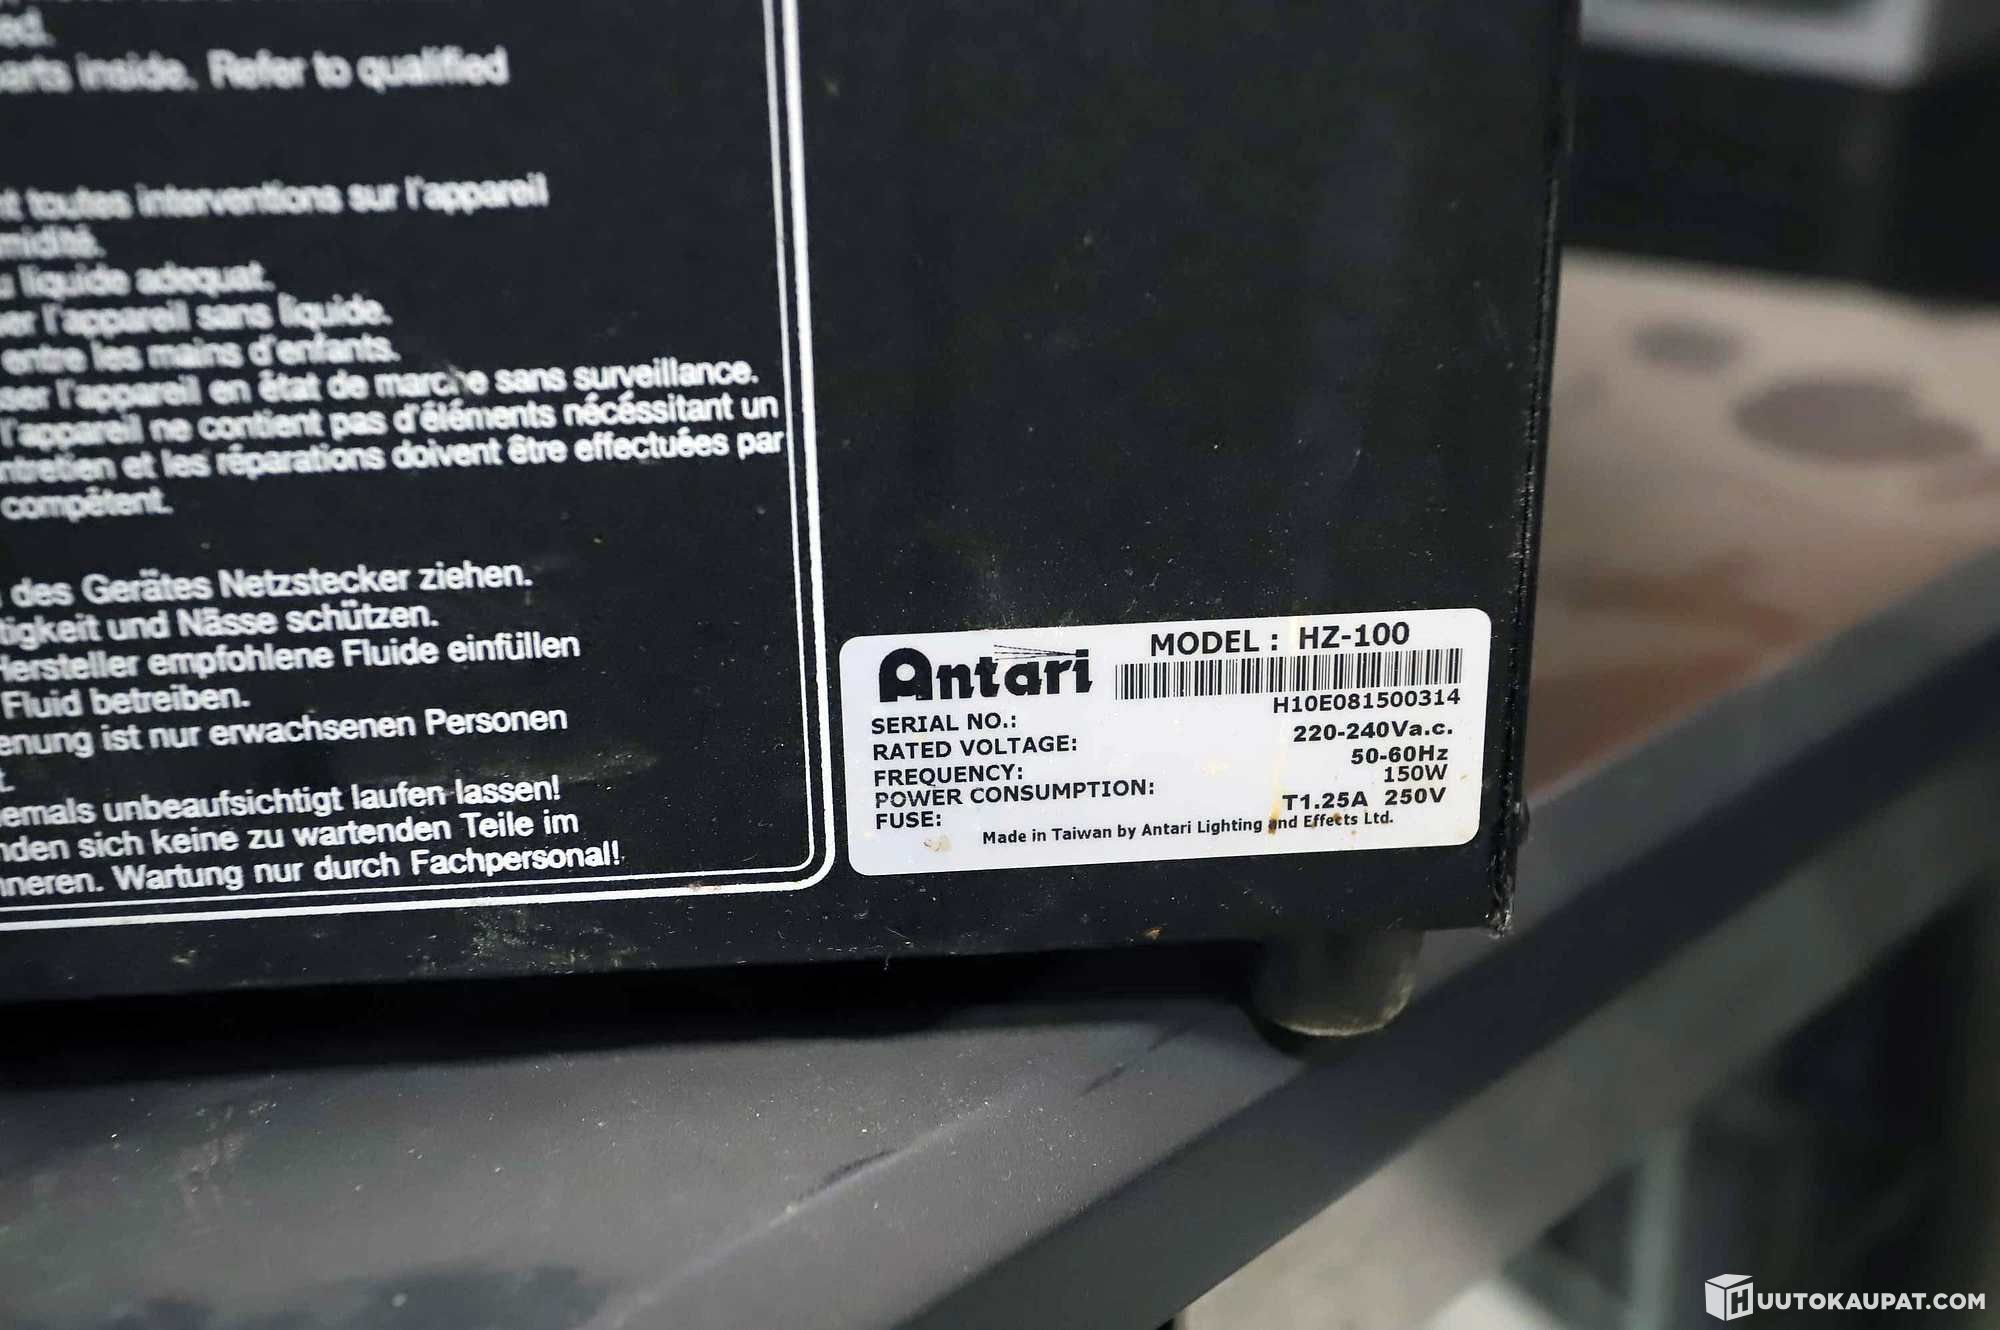 ed.
arts inside. Refer to qualified
t toutes interventions sur l'appareil
midité.
u liquide adequat.
er l'appareil sans liquide.
entre les mains d'enfants.
ser l'appareil en état de marche sans surveillance.
l'appareil ne contient pas d'éléments nécéssitant un
ntretien et les réparations doivent être effectuées par
compétent.
des Gerätes Netzstecker ziehen.
tigkeit und Nässe schützen.
Hersteller empfohlene Fluide einfüllen
Fluid betreiben.
enung ist nur erwachsenen Personen
t.
emals unbeaufsichtigt laufen lassen!
nden sich keine zu wartenden Teile im
nneren. Wartung nur durch Fachpersonal!
Antari
MODEL : HZ-100
SERIAL NO.: H10E081500314
RATED VOLTAGE: 220-240Va.c.
FREQUENCY: 50-60Hz
POWER CONSUMPTION: 150W
FUSE: T1.25A 250V
Made in Taiwan by Antari Lighting and Effects Ltd.
HUUTOKAUPAT.COM